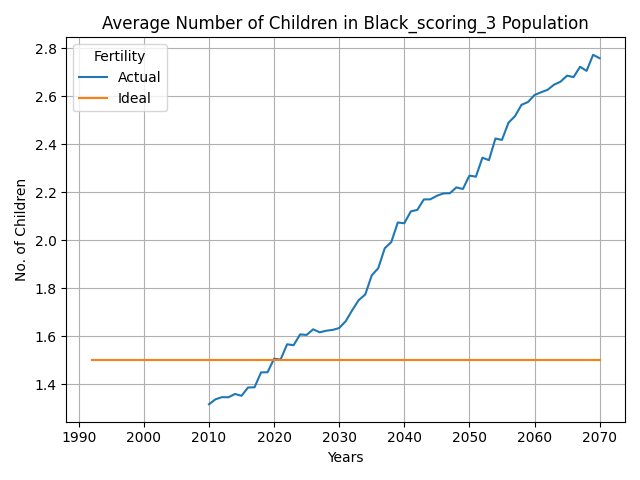 Average Number of Children in Black_scoring_3 Population
Fertility
Actual
Ideal
No. of Children
2.8
2.6
2.4
2.2
2.0
1.8
1.6
1.4
1990 2000 2010 2020 2030 2040 2050 2060 2070
Years